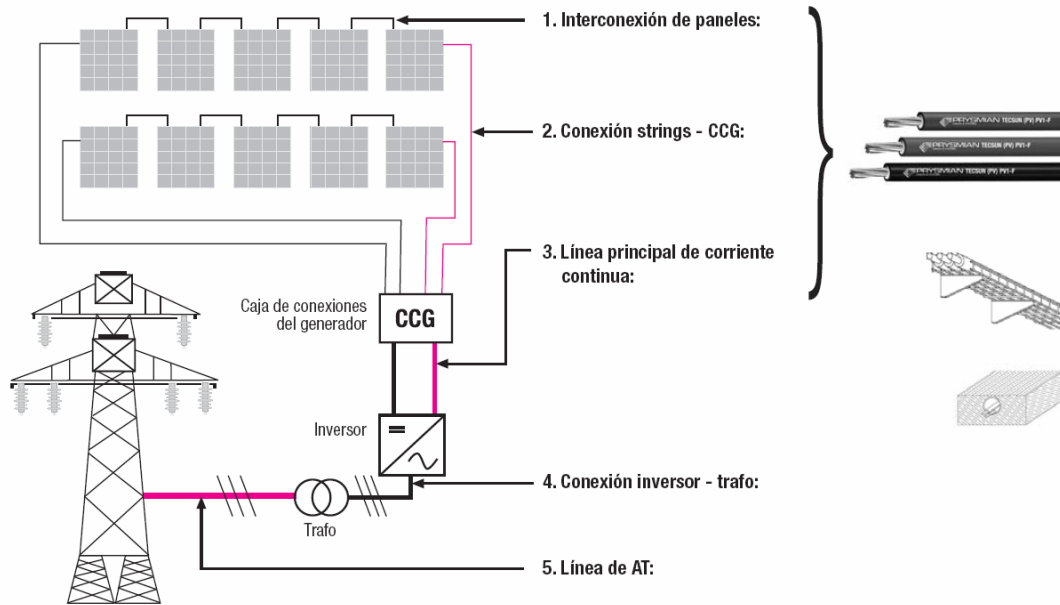 1. Interconexión de paneles:
PRYSMIAN TECSUN (PV) PV1-F
2. Conexión strings - CCG:
PRYSMIAN TECSUN (PV) PV1-F
PRYSMIAN TECSUN (PV) PV1-F
3. Línea principal de corriente
continua:
Caja de conexiones
del generador
CCG
Inversor
4. Conexión inversor - trafo:
Trafo
5. Línea de AT: